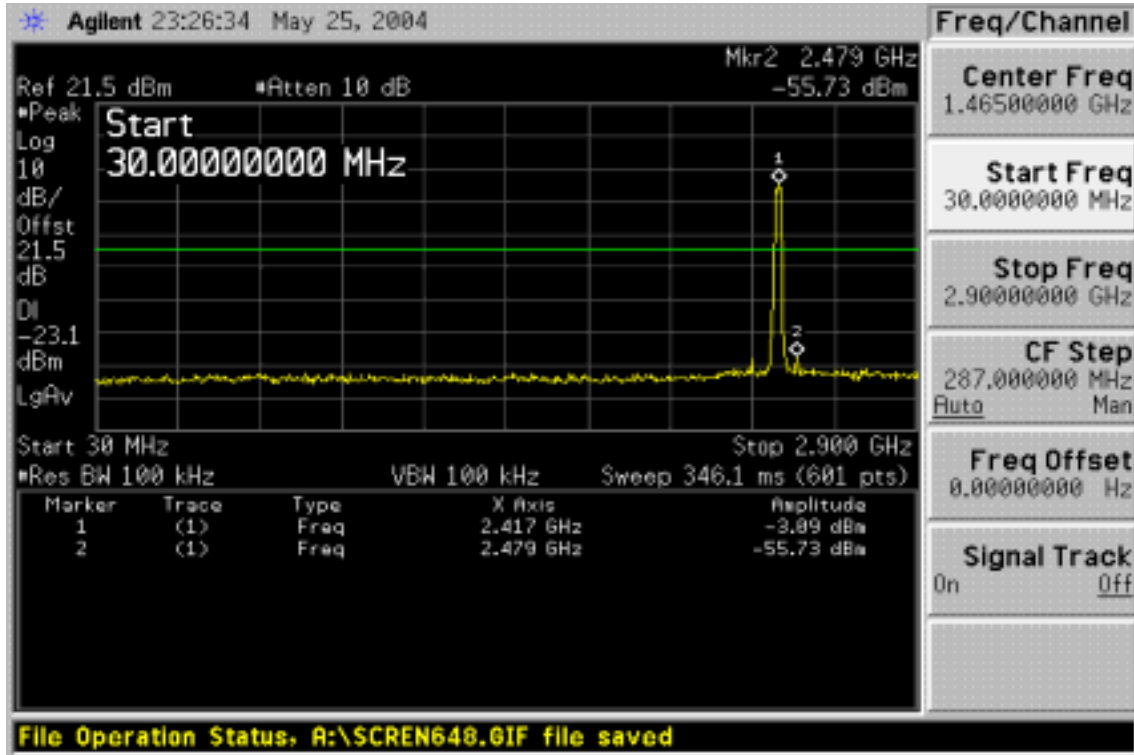 Agilent 23:26:34 May 25, 2004
Freq/Channel
Mkr2 2.479 GHz
Ref 21.5 dBm #Atten 10 dB -55.73 dBm
#Peak
Log
10
dB/
Offst
21.5
dB
DI
-23.1
dBm
LgAv
Start
30.00000000 MHz
1
2
Start 30 MHz Stop 2.900 GHz
#Res BW 100 kHz VBW 100 kHz Sweep 346.1 ms (601 pts)
Marker Trace Type X Axis Amplitude
1 (1) Freq 2.417 GHz -3.09 dBm
2 (1) Freq 2.479 GHz -55.73 dBm
Center Freq
1.46500000 GHz
Start Freq
30.0000000 MHz
Stop Freq
2.90000000 GHz
CF Step
287.000000 MHz
Auto Man
Freq Offset
0.00000000 Hz
Signal Track
On Off
File Operation Status, A:\SCREN648.GIF file saved